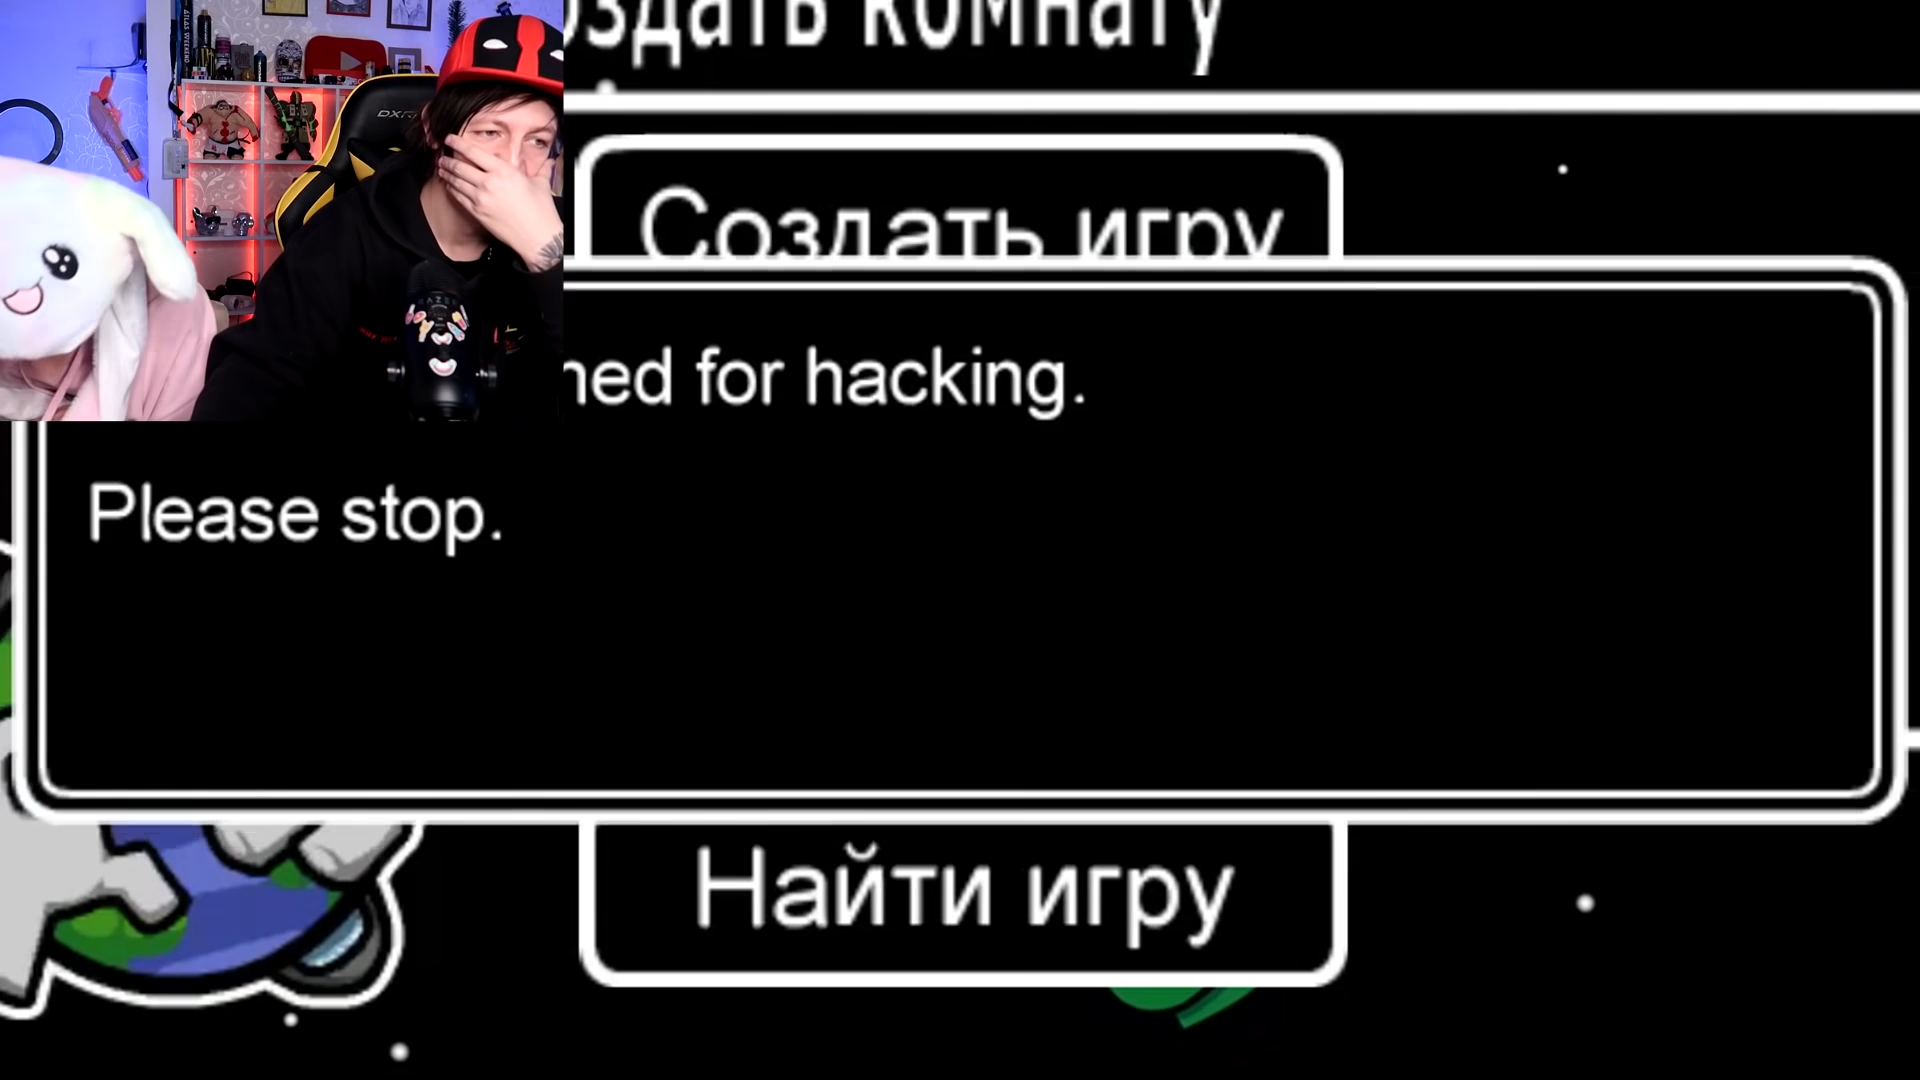 оздать комнату
Создать игру
ned for hacking.
Please stop.
Найти игру